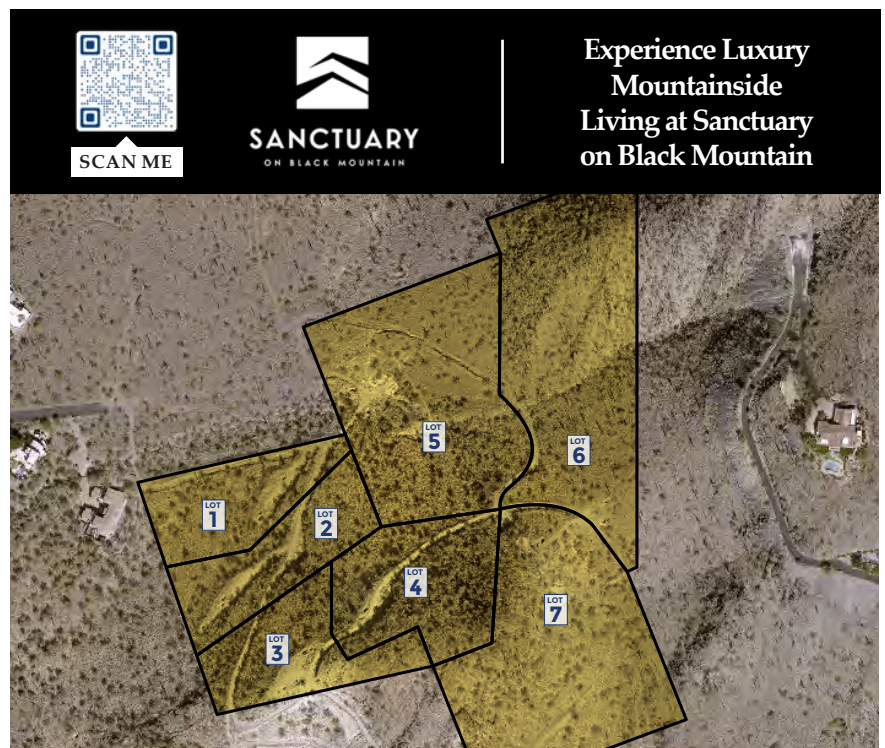 SCAN ME
SANCTUARY
ON BLACK MOUNTAIN
Experience Luxury
Mountainside
Living at Sanctuary
on Black Mountain
LOT
5
LOT
6
LOT
1
LOT
2
LOT
4
LOT
7
LOT
3